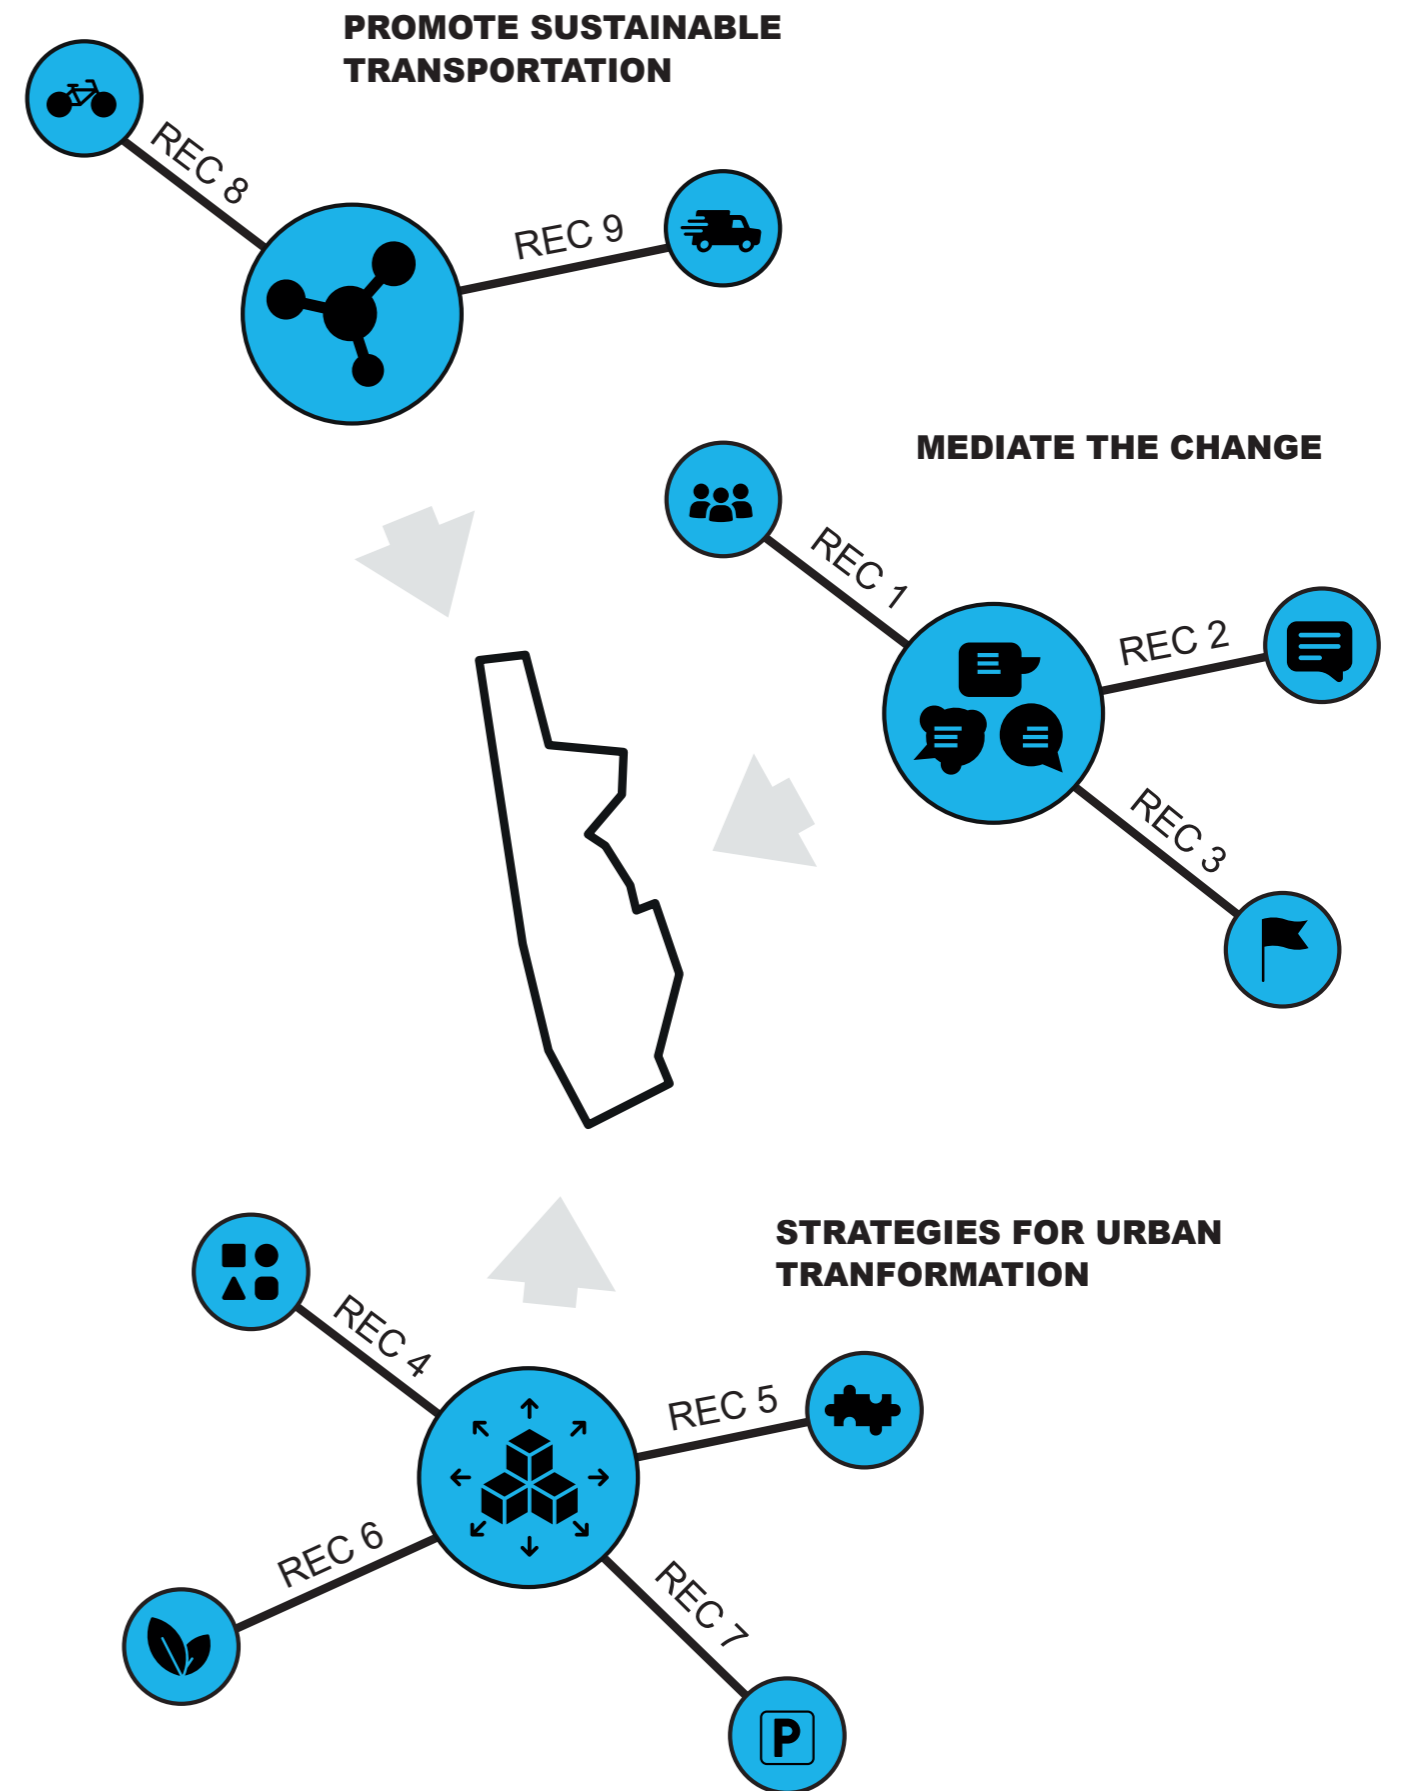 PROMOTE SUSTAINABLE
TRANSPORTATION
REC 8
REC 9
MEDIATE THE CHANGE
REC 1
REC 2
REC 3
STRATEGIES FOR URBAN
TRANFORMATION
REC 4
REC 5
REC 6
REC 7
P